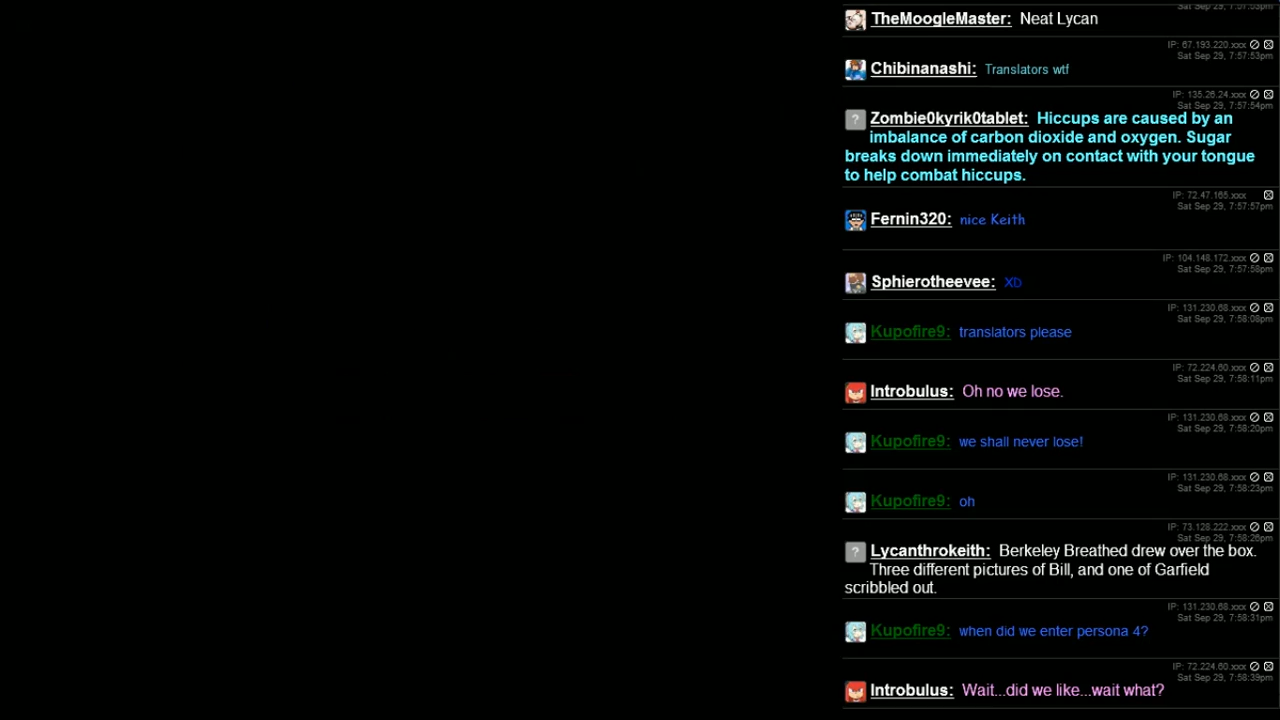 Sat Sep 29, 7:57:53pm
TheMoogleMaster: Neat Lycan
IP: 67.193.220.xxx
Sat Sep 29, 7:57:53pm
Chibinanashi: Translators wtf
IP: 135.26.24.xxx
Sat Sep 29, 7:57:54pm
Zombie0kyrik0tablet: Hiccups are caused by an
imbalance of carbon dioxide and oxygen. Sugar
breaks down immediately on contact with your tongue
to help combat hiccups.
IP: 72.47.165.xxx
Sat Sep 29, 7:57:57pm
Fernin320: nice Keith
IP: 104.148.172.xxx
Sat Sep 29, 7:57:58pm
Sphierotheevee: XD
IP: 131.230.68.xxx
Sat Sep 29, 7:58:08pm
Kupofire9: translators please
IP: 72.224.60.xxx
Sat Sep 29, 7:58:11pm
Introbulus: Oh no we lose.
IP: 131.230.68.xxx
Sat Sep 29, 7:58:20pm
Kupofire9: we shall never lose!
IP: 131.230.68.xxx
Sat Sep 29, 7:58:23pm
Kupofire9: oh
IP: 73.128.222.xxx
Sat Sep 29, 7:58:26pm
Lycanthrokeith: Berkeley Breathed drew over the box.
Three different pictures of Bill, and one of Garfield
scribbled out.
IP: 131.230.68.xxx
Sat Sep 29, 7:58:31pm
Kupofire9: when did we enter persona 4?
IP: 72.224.60.xxx
Sat Sep 29, 7:58:39pm
Introbulus: Wait...did we like...wait what?